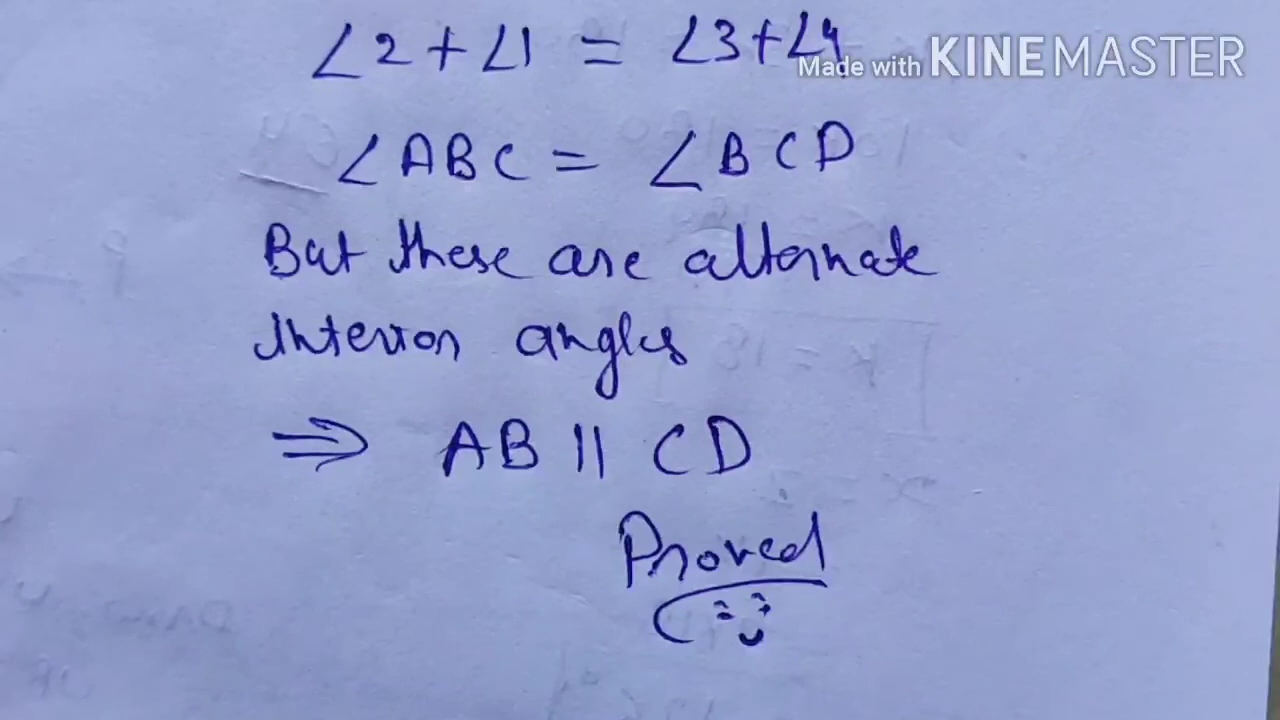 ∠2 + ∠1 = ∠3 + ∠4
Made with KINEMASTER
∠ABC = ∠BCD
But these are alternate
interior angles
⇒ AB || CD
Proved